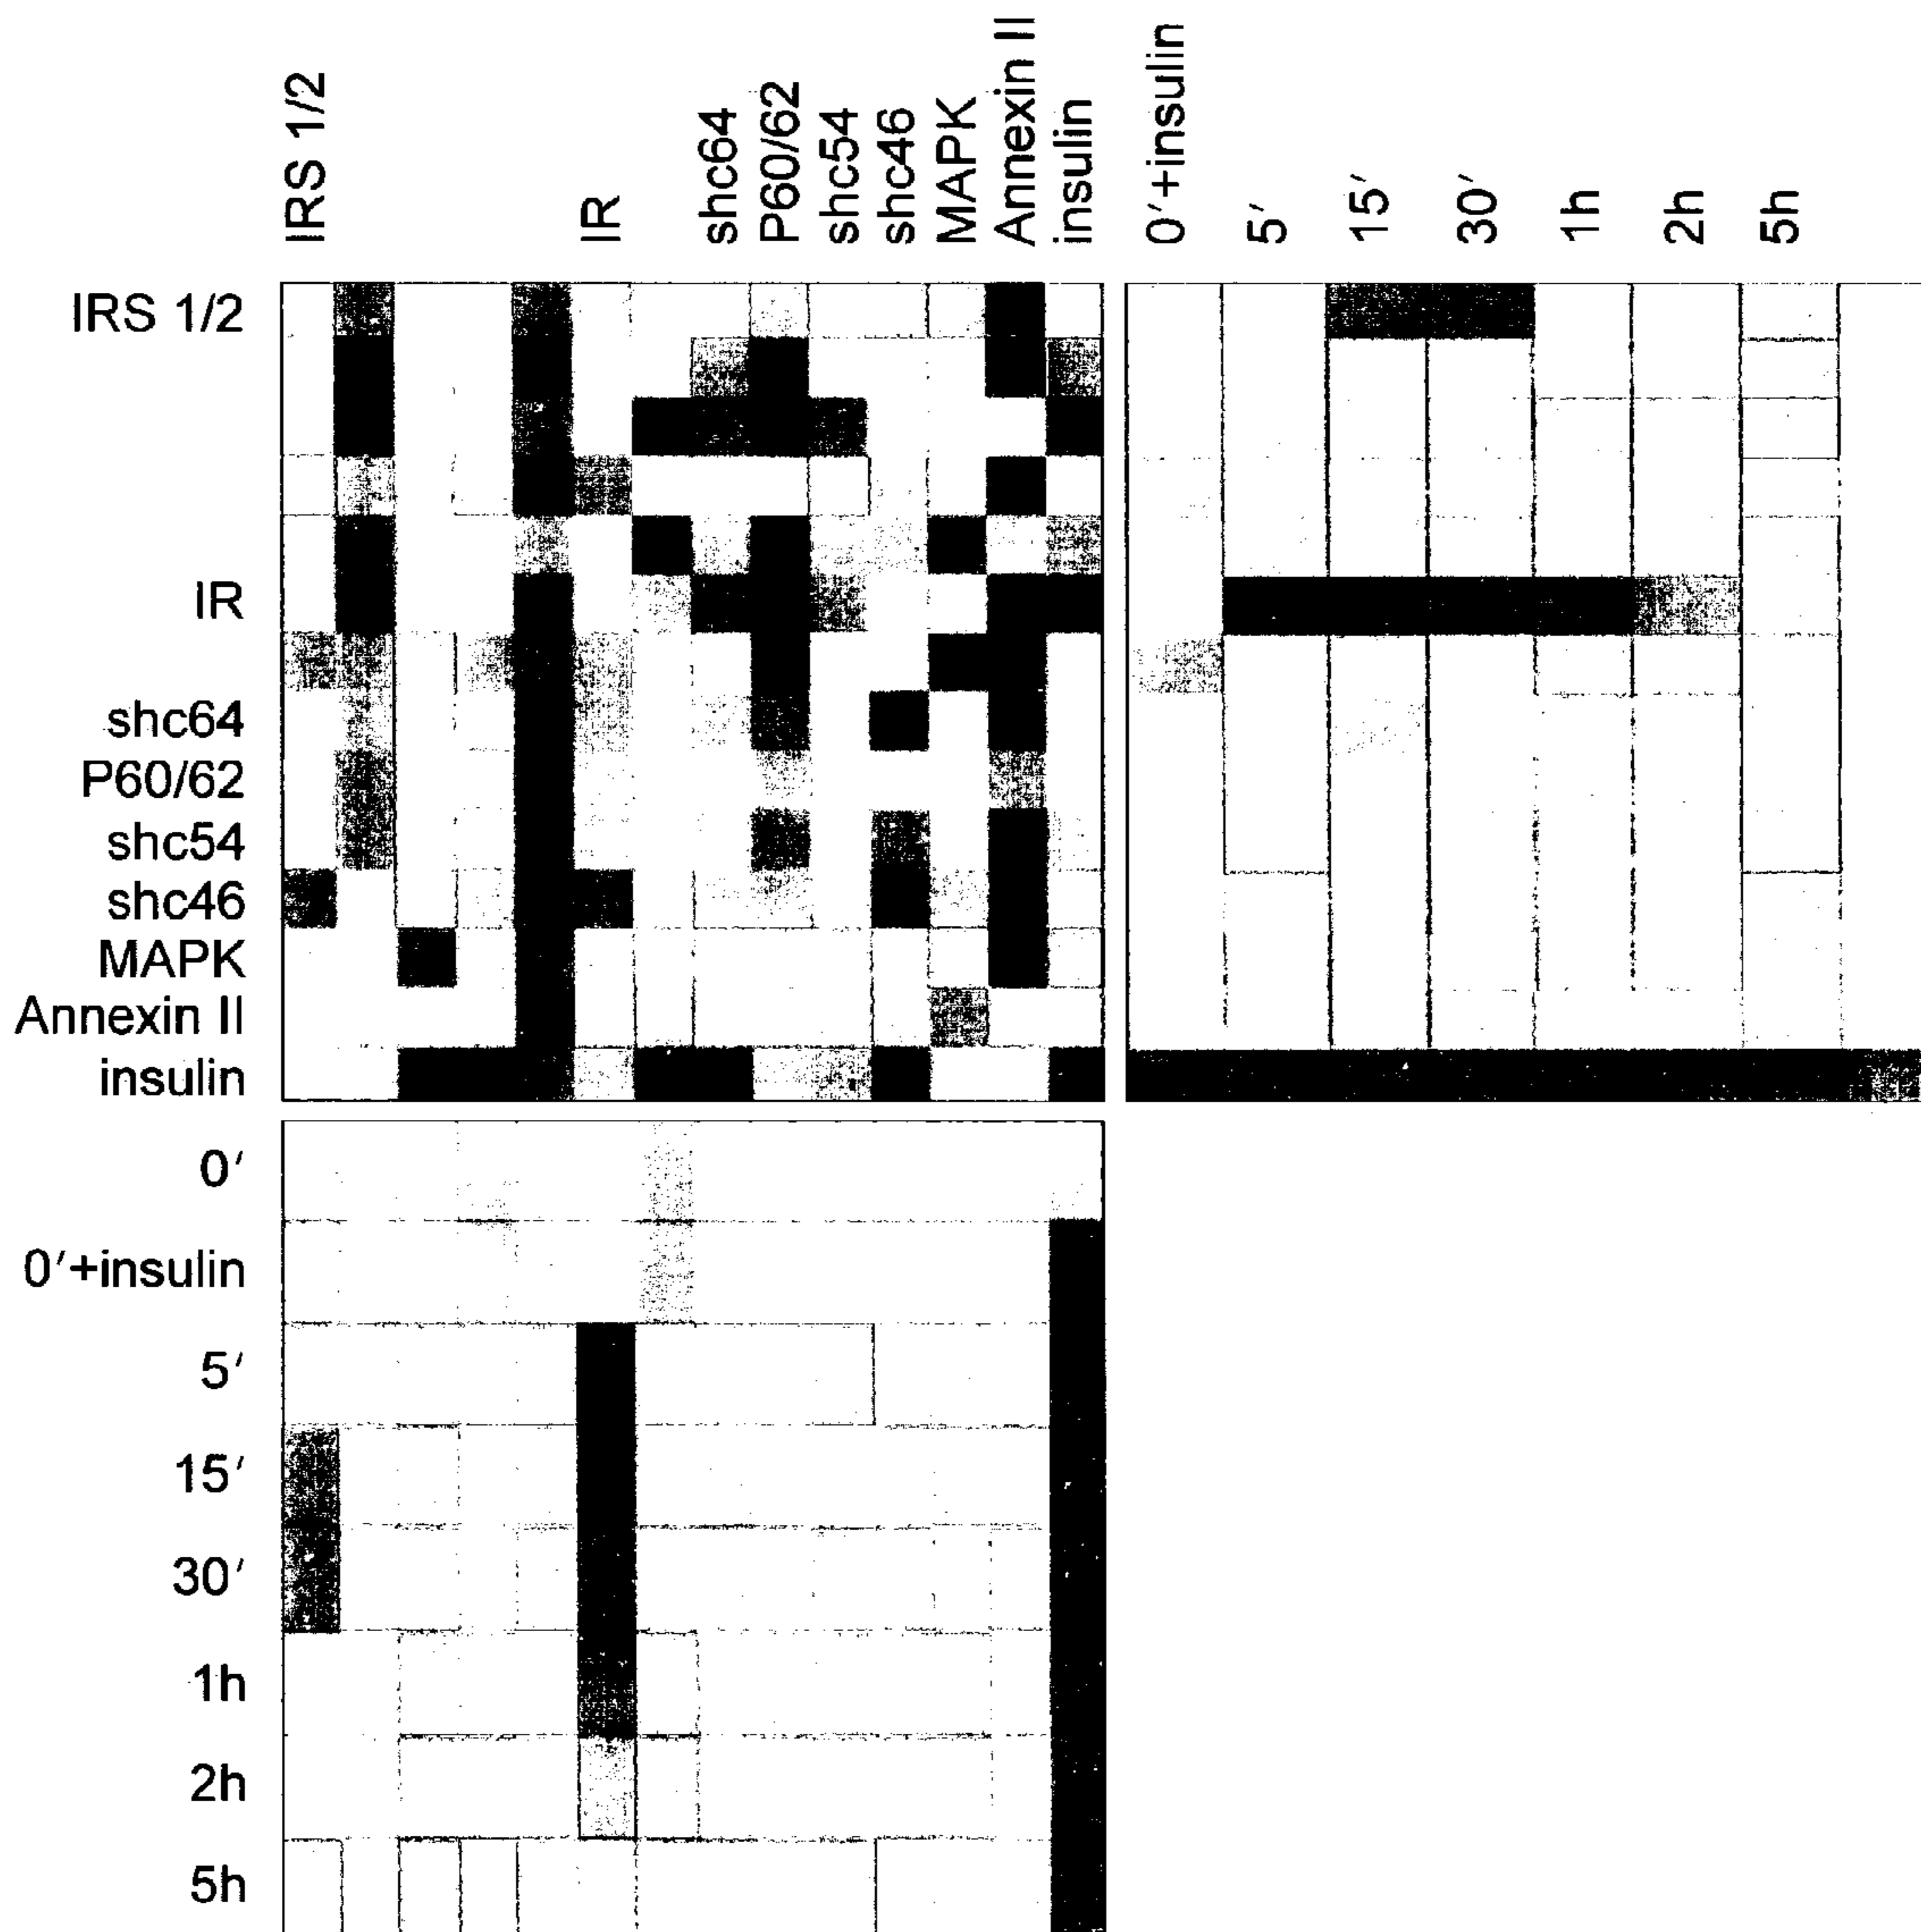 IRS 1/2
IR
shc64
P60/62
shc54
shc46
MAPK
Annexin II
insulin
0′+insulin
5′
15′
30′
1h
2h
5h
IRS 1/2
IR
shc64
P60/62
shc54
shc46
MAPK
Annexin II
insulin
0′
0′+insulin
5′
15′
30′
1h
2h
5h